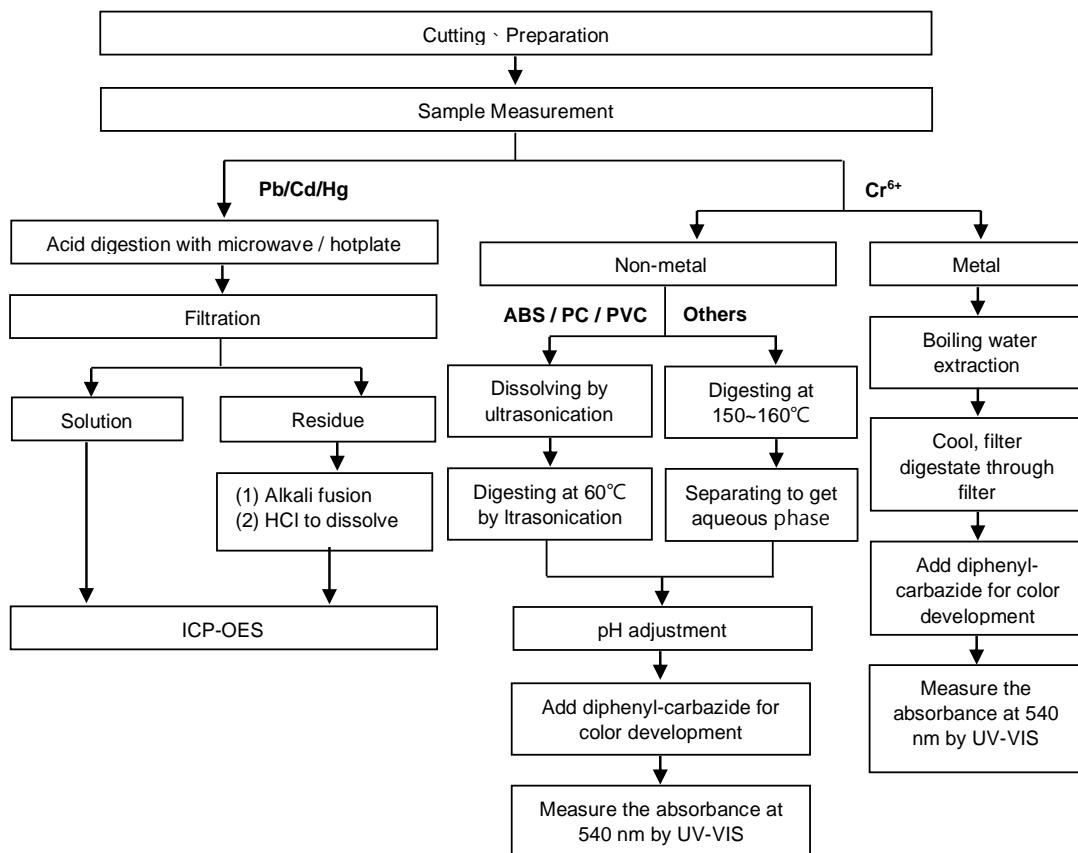 Cutting、Preparation
Sample Measurement
Pb/Cd/Hg
Cr6+
Acid digestion with microwave / hotplate
Non-metal
Metal
Filtration
ABS / PC / PVC
Others
Boiling water
extraction
Solution
Residue
Dissolving by
ultrasonication
Digesting at
150~160℃
Cool, filter
digestate through
filter
(1) Alkali fusion
(2) HCl to dissolve
Digesting at 60℃
by ltrasonication
Separating to get
aqueous phase
Add diphenyl-
carbazide for color
development
ICP-OES
pH adjustment
Measure the
absorbance at 540
nm by UV-VIS
Add diphenyl-carbazide for
color development
Measure the absorbance at
540 nm by UV-VIS